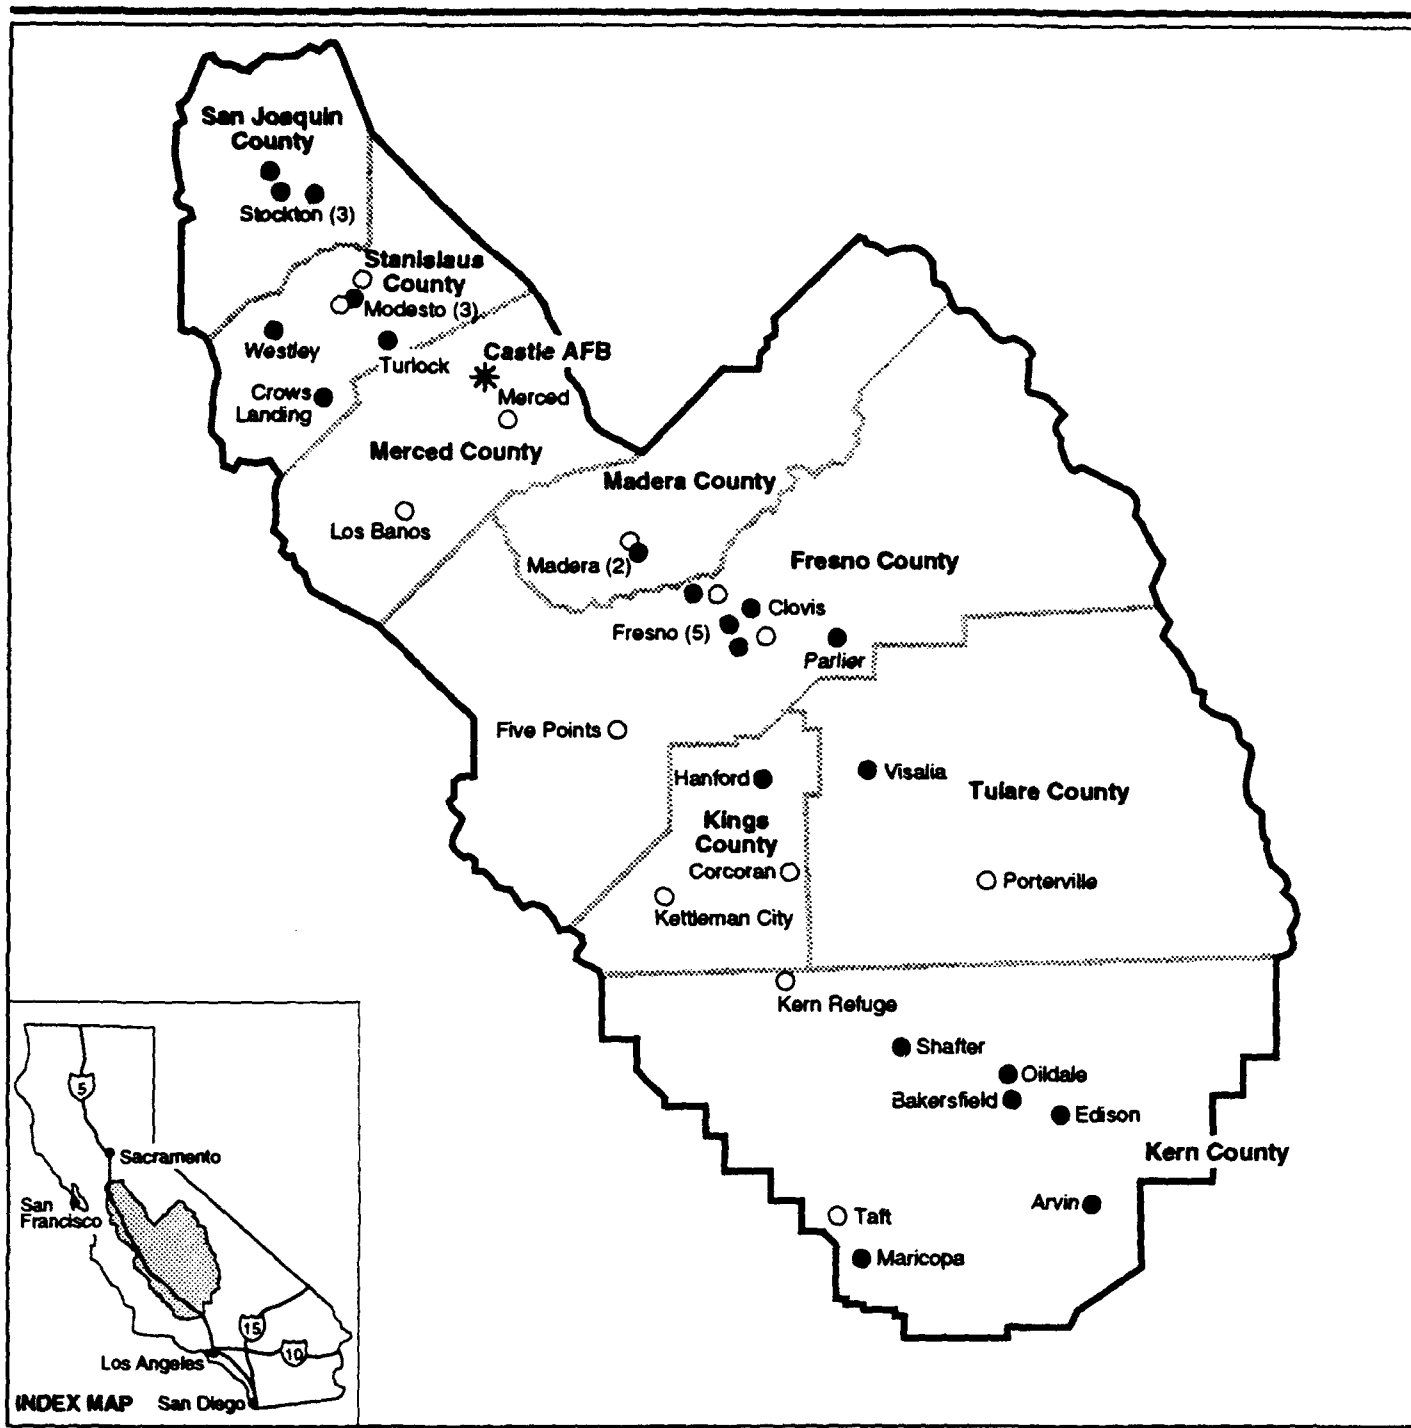 San Joaquin
County
Stockton (3)
Stanislaus
County
Modesto (3)
Westley
Turlock
Castle AFB
Merced
Crows
Landing
Merced County
Madera County
Los Banos
Madera (2)
Fresno County
Clovis
Fresno (5)
Parlier
Five Points
Hanford
Visalia
Tulare County
Kings
County
Corcoran
Porterville
Kettleman City
Kern Refuge
Shafter
Oildale
Bakersfield
Edison
Kern County
Arvin
Taft
Maricopa
5
Sacramento
San
Francisco
15
10
Los Angeles
INDEX MAP
San Diego